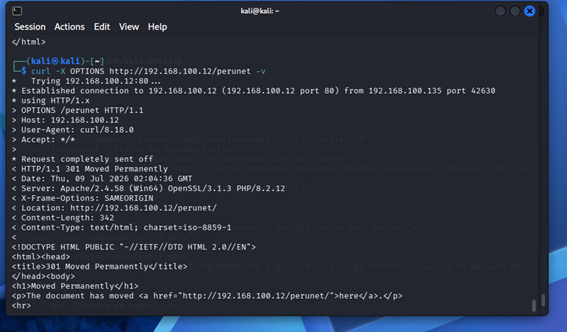 kali@kali: ~
Session Actions Edit View Help
</html>
┌──(kali㉿kali)-[~]
└─$ curl -X OPTIONS http://192.168.100.12/perunet -v
*   Trying 192.168.100.12:80...
* Established connection to 192.168.100.12 (192.168.100.12 port 80) from 192.168.100.135 port 42630
* using HTTP/1.x
> OPTIONS /perunet HTTP/1.1
> Host: 192.168.100.12
> User-Agent: curl/8.18.0
> Accept: */*
>
* Request completely sent off
< HTTP/1.1 301 Moved Permanently
< Date: Thu, 09 Jul 2026 02:04:36 GMT
< Server: Apache/2.4.58 (Win64) OpenSSL/3.1.3 PHP/8.2.12
< X-Frame-Options: SAMEORIGIN
< Location: http://192.168.100.12/perunet/
< Content-Length: 342
< Content-Type: text/html; charset=iso-8859-1
<
<!DOCTYPE HTML PUBLIC "-//IETF//DTD HTML 2.0//EN">
<html><head>
<title>301 Moved Permanently</title>
</head><body>
<h1>Moved Permanently</h1>
<p>The document has moved <a href="http://192.168.100.12/perunet/">here</a>.</p>
<hr>